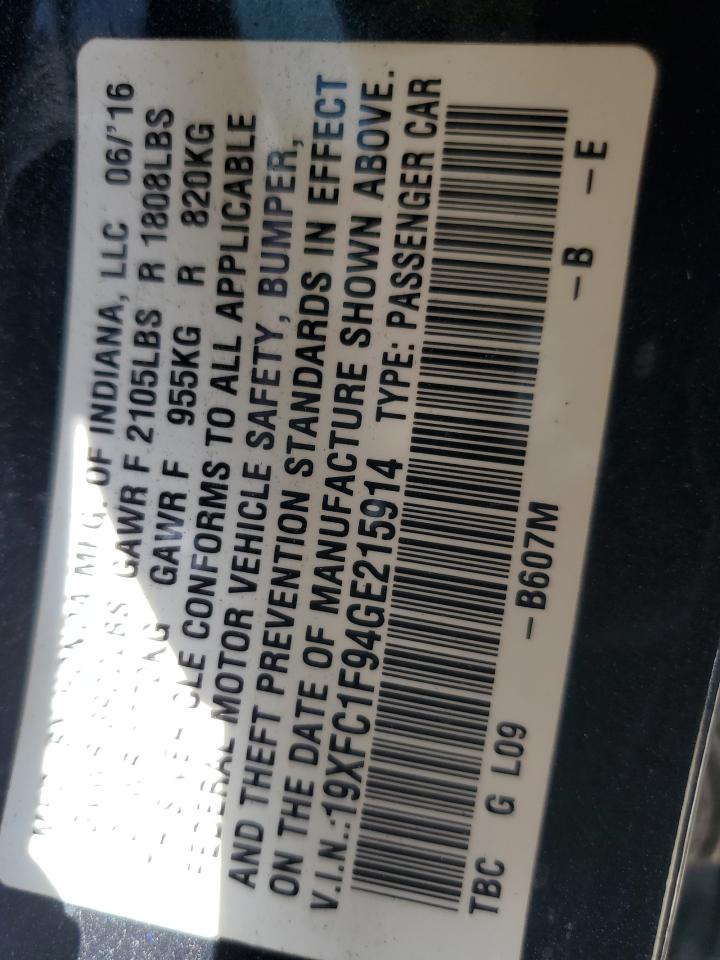 MFG. OF INDIANA, LLC 06/'16
GAWR F 2105LBS R 1808LBS
GAWR F 955KG R 820KG
CONFORMS TO ALL APPLICABLE
FEDERAL MOTOR VEHICLE SAFETY, BUMPER,
AND THEFT PREVENTION STANDARDS IN EFFECT
ON THE DATE OF MANUFACTURE SHOWN ABOVE.
V.I.N.:19XFC1F94GE215914 TYPE: PASSENGER CAR
TBC G L09 -B607M -B -E